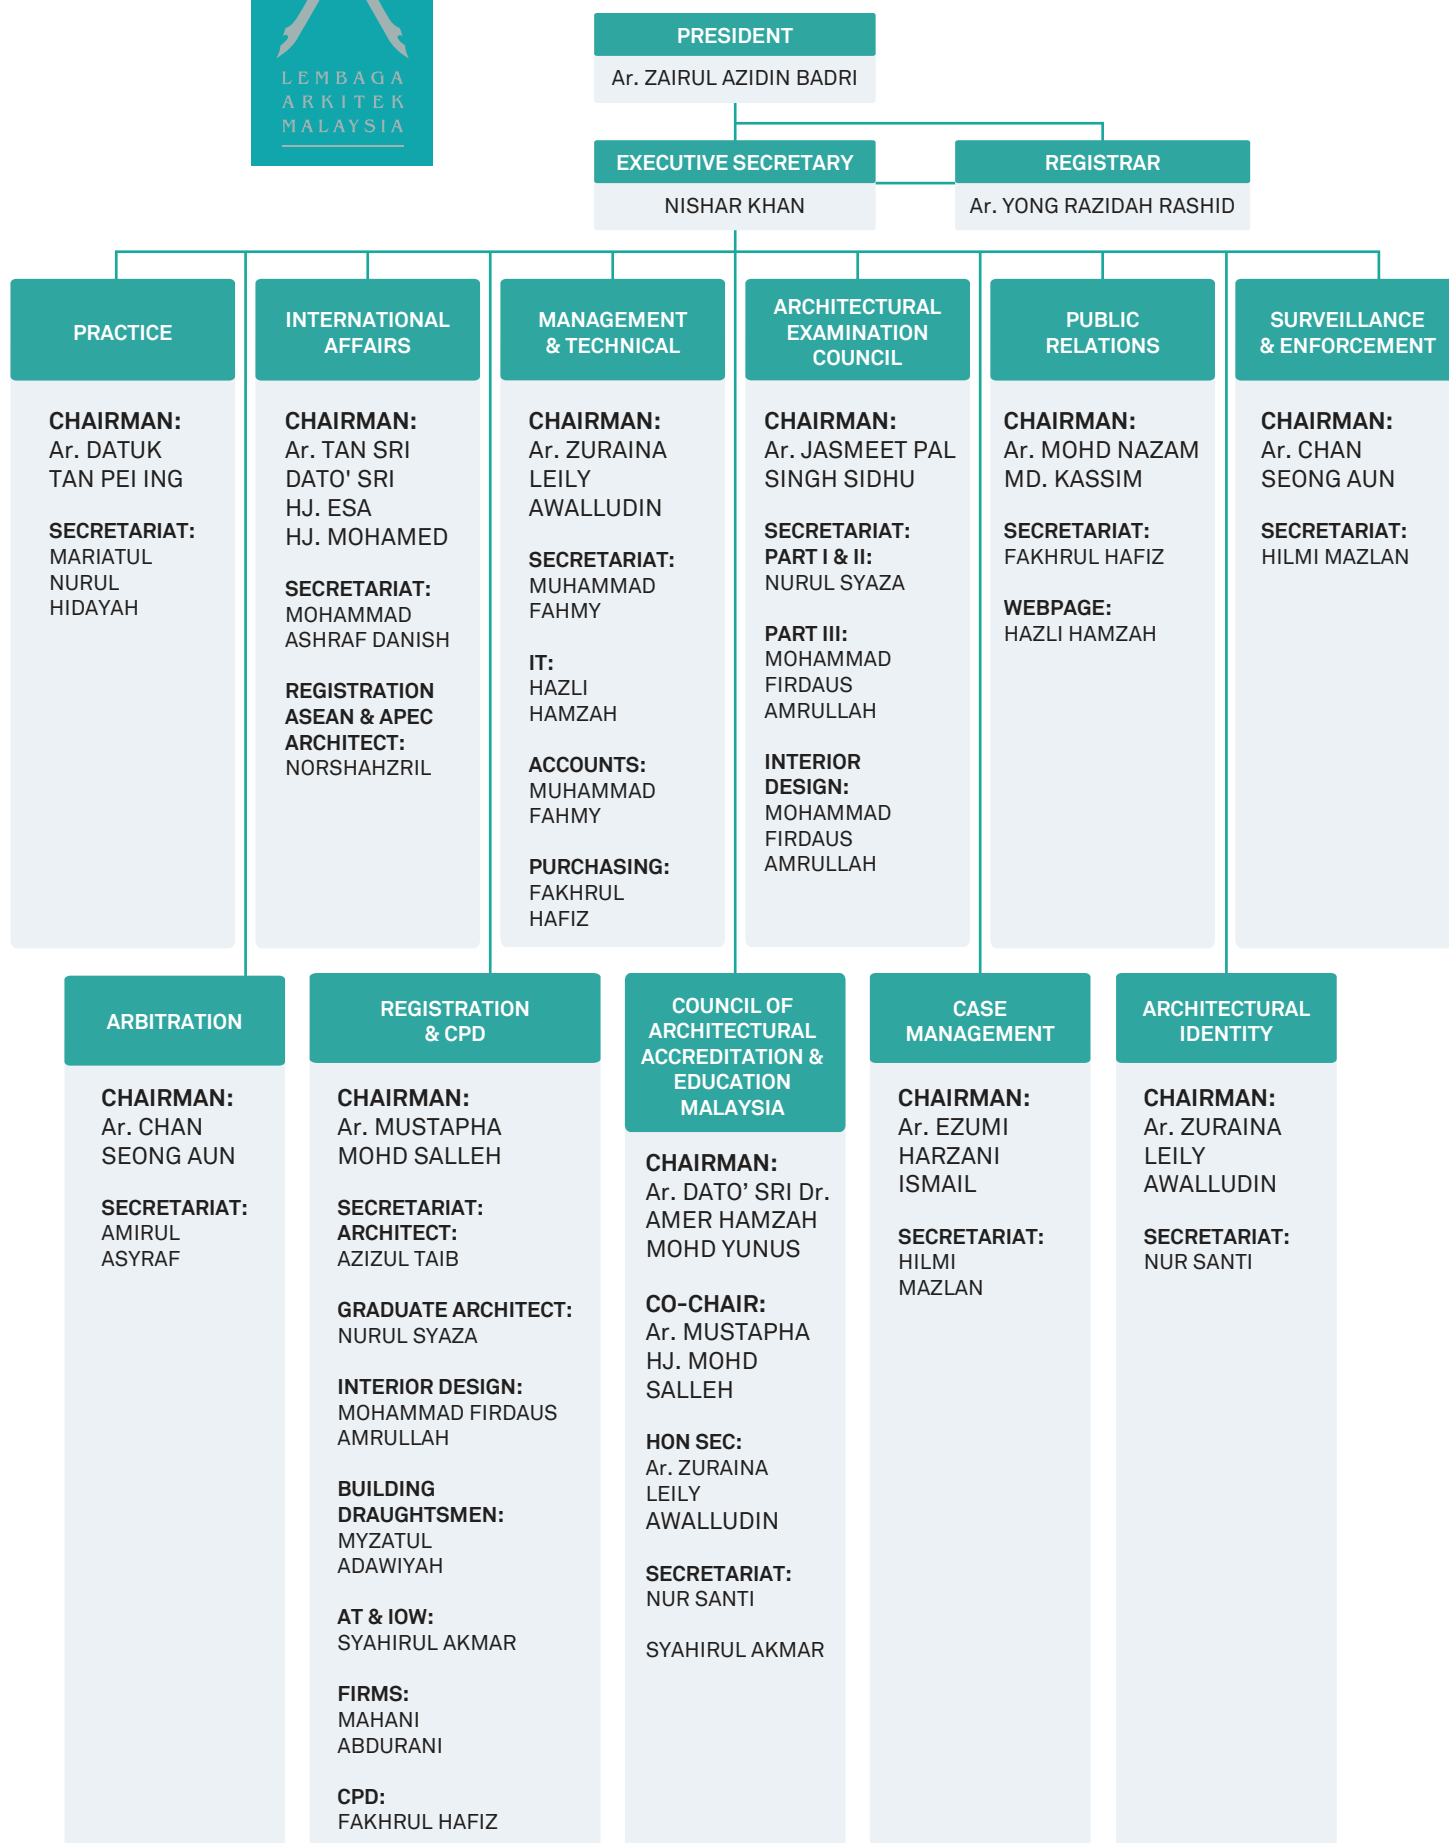 LEMBAGA
ARKITEK
MALAYSIA
PRESIDENT
Ar. ZAIRUL AZIDIN BADRI
EXECUTIVE SECRETARY
NISHAR KHAN
REGISTRAR
Ar. YONG RAZIDAH RASHID
PRACTICE
CHAIRMAN:
Ar. DATUK
TAN PEI ING
SECRETARIAT:
MARIATUL
NURUL
HIDAYAH
INTERNATIONAL
AFFAIRS
CHAIRMAN:
Ar. TAN SRI
DATO' SRI
HJ. ESA
HJ. MOHAMED
SECRETARIAT:
MOHAMMAD
ASHRAF DANISH
REGISTRATION
ASEAN & APEC
ARCHITECT:
NORSHAHZRIL
MANAGEMENT
& TECHNICAL
CHAIRMAN:
Ar. ZURAINA
LEILY
AWALLUDIN
SECRETARIAT:
MUHAMMAD
FAHMY
IT:
HAZLI
HAMZAH
ACCOUNTS:
MUHAMMAD
FAHMY
PURCHASING:
FAKHRUL
HAFIZ
ARCHITECTURAL
EXAMINATION
COUNCIL
CHAIRMAN:
Ar. JASMEET PAL
SINGH SIDHU
SECRETARIAT:
PART I & II:
NURUL SYAZA
PART III:
MOHAMMAD
FIRDAUS
AMRULLAH
INTERIOR
DESIGN:
MOHAMMAD
FIRDAUS
AMRULLAH
PUBLIC
RELATIONS
CHAIRMAN:
Ar. MOHD NAZAM
MD. KASSIM
SECRETARIAT:
FAKHRUL HAFIZ
WEBPAGE:
HAZLI HAMZAH
SURVEILLANCE
& ENFORCEMENT
CHAIRMAN:
Ar. CHAN
SEONG AUN
SECRETARIAT:
HILMI MAZLAN
ARBITRATION
CHAIRMAN:
Ar. CHAN
SEONG AUN
SECRETARIAT:
AMIRUL
ASYRAF
REGISTRATION
& CPD
CHAIRMAN:
Ar. MUSTAPHA
MOHD SALLEH
SECRETARIAT:
ARCHITECT:
AZIZUL TAIB
GRADUATE ARCHITECT:
NURUL SYAZA
INTERIOR DESIGN:
MOHAMMAD FIRDAUS
AMRULLAH
BUILDING
DRAUGHTSMEN:
MYZATUL
ADAWIYAH
AT & IOW:
SYAHIRUL AKMAR
FIRMS:
MAHANI
ABDURANI
CPD:
FAKHRUL HAFIZ
COUNCIL OF
ARCHITECTURAL
ACCREDITATION &
EDUCATION
MALAYSIA
CHAIRMAN:
Ar. DATO’ SRI Dr.
AMER HAMZAH
MOHD YUNUS
CO-CHAIR:
Ar. MUSTAPHA
HJ. MOHD
SALLEH
HON SEC:
Ar. ZURAINA
LEILY
AWALLUDIN
SECRETARIAT:
NUR SANTI
SYAHIRUL AKMAR
CASE
MANAGEMENT
CHAIRMAN:
Ar. EZUMI
HARZANI
ISMAIL
SECRETARIAT:
HILMI
MAZLAN
ARCHITECTURAL
IDENTITY
CHAIRMAN:
Ar. ZURAINA
LEILY
AWALLUDIN
SECRETARIAT:
NUR SANTI